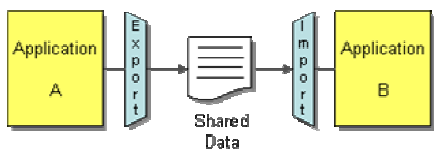 Application
A
Export
Shared
Data
Import
Application
B